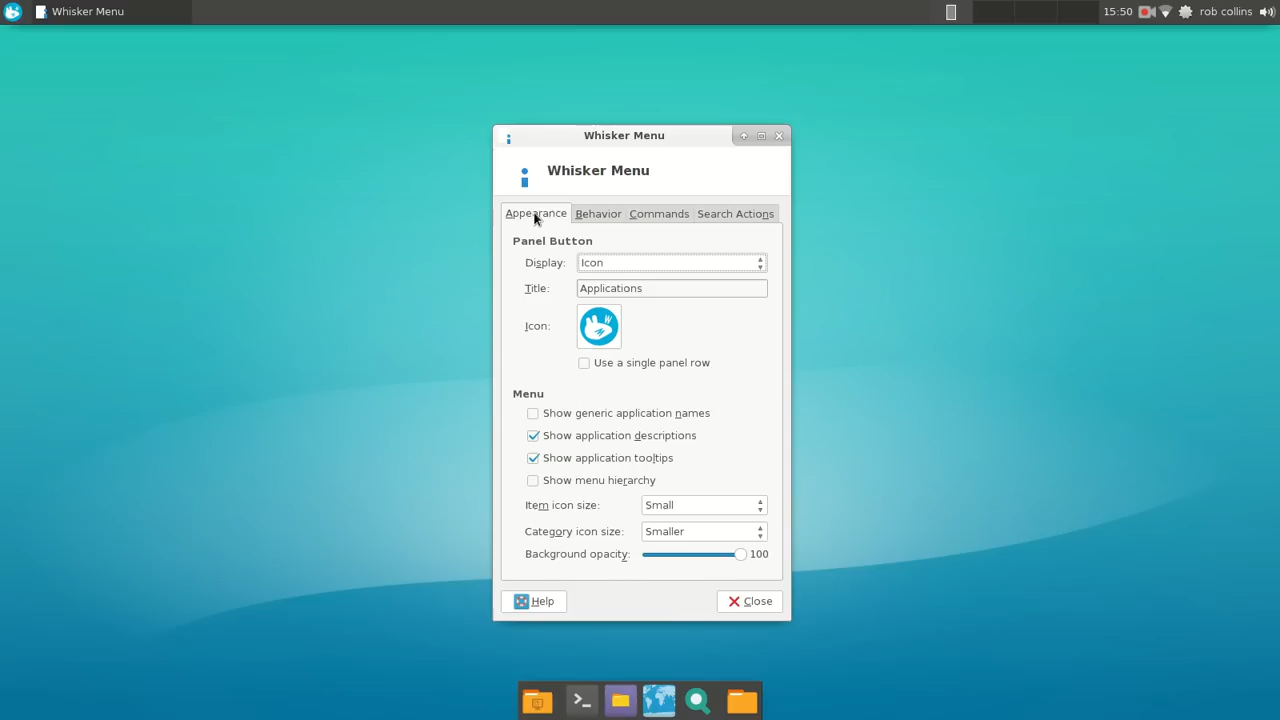 Whisker Menu
15:50
rob collins
Whisker Menu
Whisker Menu
Appearance Behavior Commands Search Actions
Panel Button
Display: Icon
Title: Applications
Icon:
Use a single panel row
Menu
Show generic application names
Show application descriptions
Show application tooltips
Show menu hierarchy
Item icon size: Small
Category icon size: Smaller
Background opacity: 100
Help Close